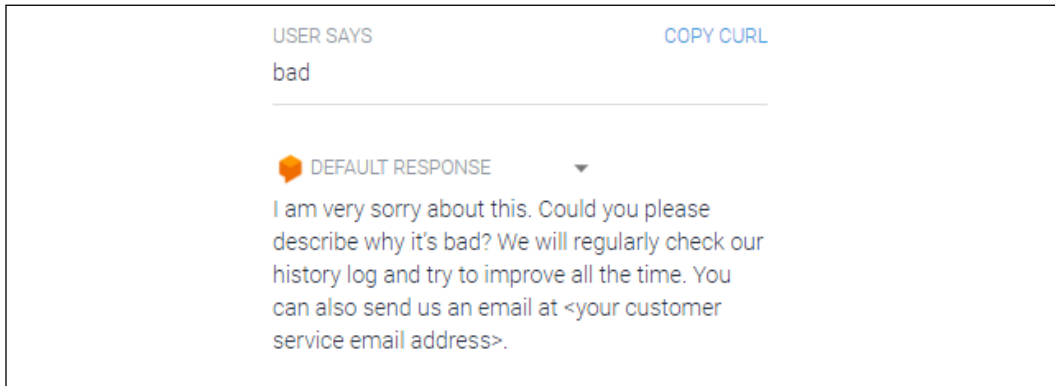 USER SAYS COPY CURL
bad
DEFAULT RESPONSE
I am very sorry about this. Could you please
describe why it's bad? We will regularly check our
history log and try to improve all the time. You
can also send us an email at <your customer
service email address>.